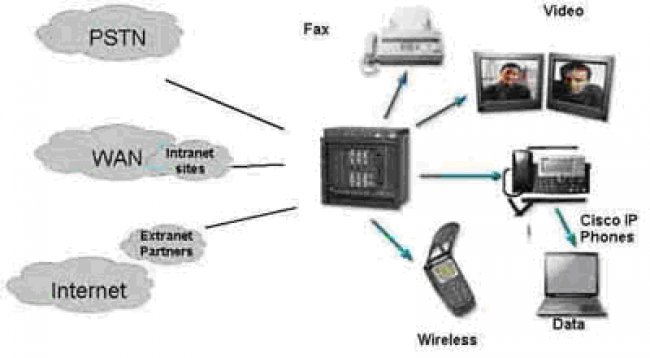 PSTN
Fax
Video
WAN
Intranet
sites
Extranet
Partners
Internet
Cisco IP
Phones
Data
Wireless